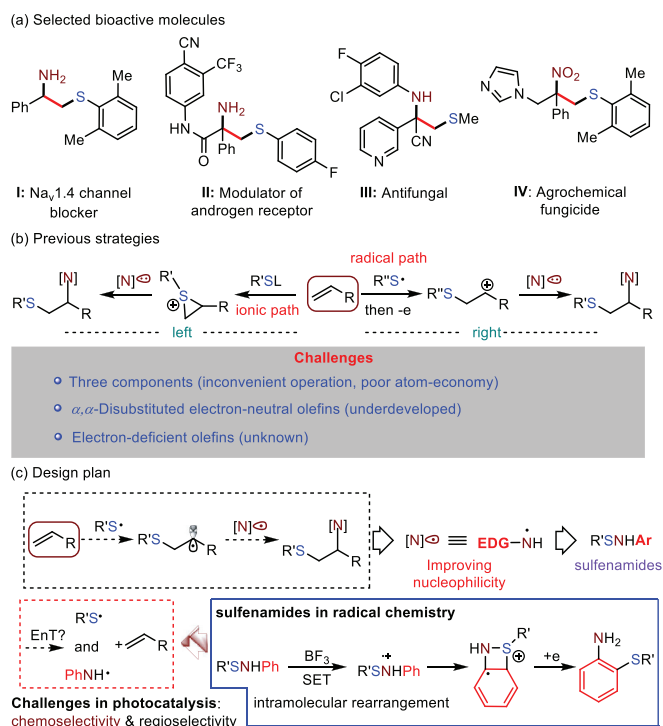 (a) Selected bioactive molecules
NH₂
Ph
S
Me
Me
I: Naᵥ1.4 channel
blocker
CN
CF₃
HN
O
NH₂
Ph
S
F
II: Modulator of
androgen receptor
F
Cl
NH
N
CN
SMe
III: Antifungal
N
N
NO₂
Ph
S
Me
Me
IV: Agrochemical
fungicide
(b) Previous strategies
radical path
[N]
R'S
R
[N]
R'
S
⊕
R
R'SL
ionic path
R
R''S•
then -e
R''S
⊕
R
[N]
[N]
R'S
R
left
right
Challenges
Three components (inconvenient operation, poor atom-economy)
α,α-Disubstituted electron-neutral olefins (underdeveloped)
Electron-deficient olefins (unknown)
(c) Design plan
R
R'S•
R'S
R
[N]
[N]
R'S
R
[N] ≡ EDG–NH
R'SNHAr
Improving
nucleophilicity
sulfenamides
EnT?
R'S•
and
PhNH•
+
R
Challenges in photocatalysis:
chemoselectivity & regioselectivity
sulfenamides in radical chemistry
R'SNHPh
BF₃
SET
•+
R'SNHPh
HN
S
R'
⊕
+e
NH₂
SR'
intramolecular rearrangement